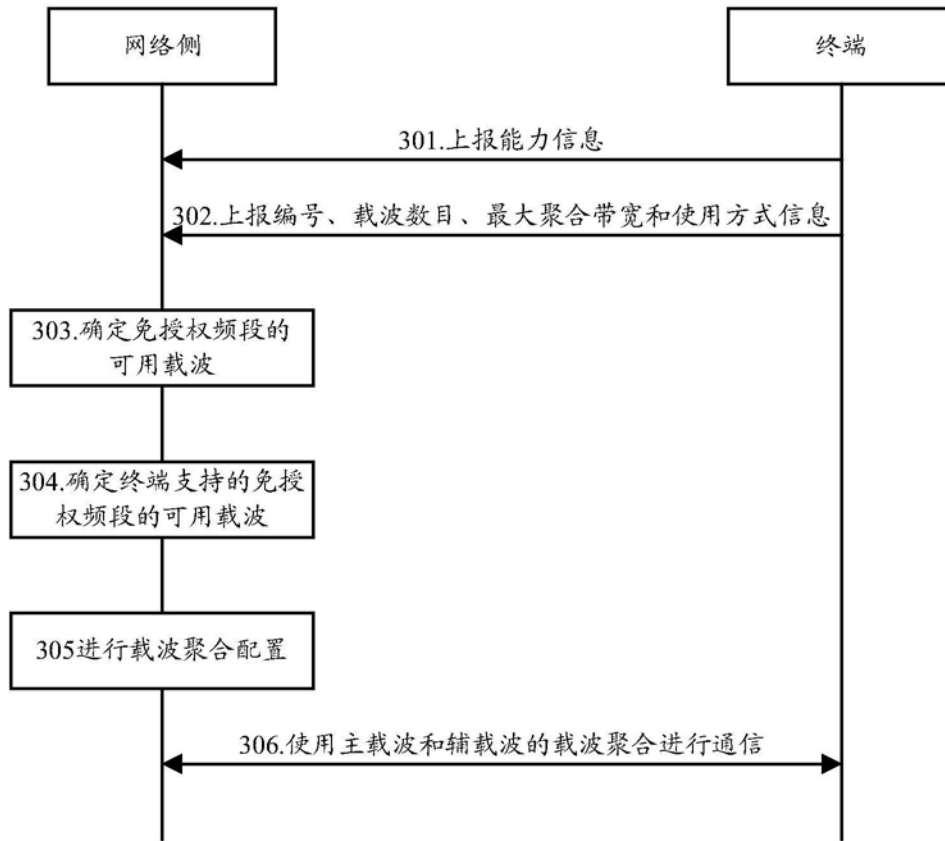 网络侧
终端
301.上报能力信息
302.上报编号、载波数目、最大聚合带宽和使用方式信息
303.确定免授权频段的
可用载波
304.确定终端支持的免授
权频段的可用载波
305进行载波聚合配置
306.使用主载波和辅载波的载波聚合进行通信